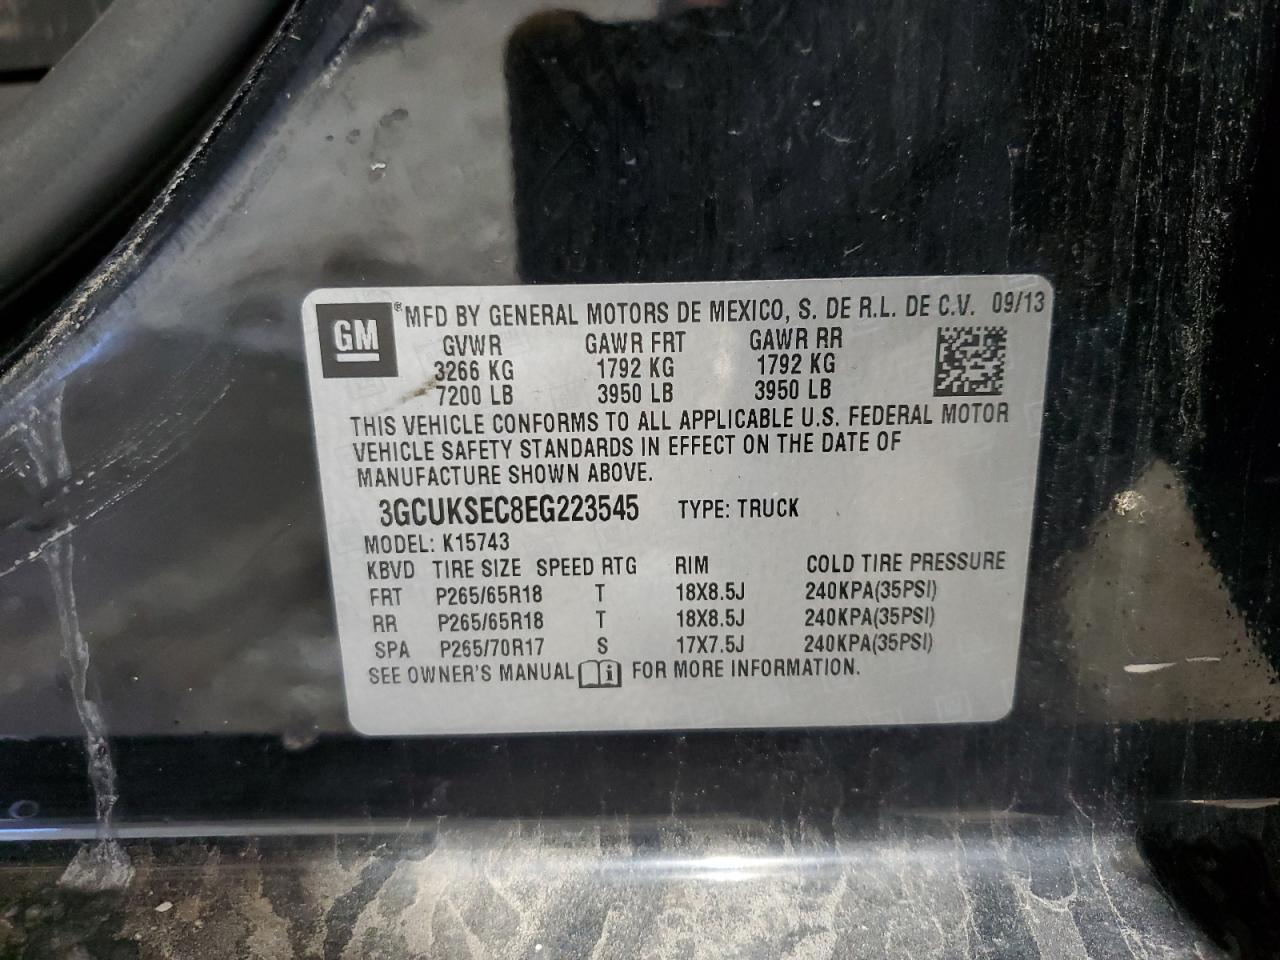 GM ® MFD BY GENERAL MOTORS DE MEXICO, S. DE R.L. DE C.V. 09/13
GVWR GAWR FRT GAWR RR
3266 KG 1792 KG 1792 KG
7200 LB 3950 LB 3950 LB
THIS VEHICLE CONFORMS TO ALL APPLICABLE U.S. FEDERAL MOTOR
VEHICLE SAFETY STANDARDS IN EFFECT ON THE DATE OF
MANUFACTURE SHOWN ABOVE.
3GCUKSEC8EG223545 TYPE: TRUCK
MODEL: K15743
KBVD TIRE SIZE SPEED RTG RIM COLD TIRE PRESSURE
FRT P265/65R18 T 18X8.5J 240KPA(35PSI)
RR P265/65R18 T 18X8.5J 240KPA(35PSI)
SPA P265/70R17 S 17X7.5J 240KPA(35PSI)
SEE OWNER'S MANUAL i FOR MORE INFORMATION.